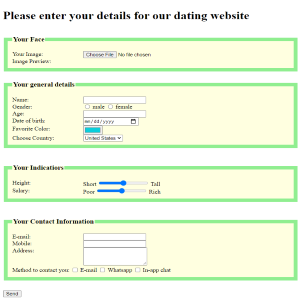 Please enter your details for our dating website
Your Face
Your Image: Choose File No file chosen
Image Preview:
Your general details
Name:
Gender: male female
Age:
Date of birth: mm/dd/yyyy
Favorite Color:
Choose Country: United States
Your Indicatiors
Height: Short Tall
Salary: Poor Rich
Your Contact Information
E-mail:
Mobile:
Address:
Method to contact you: E-mail Whatsapp In-app chat
Send